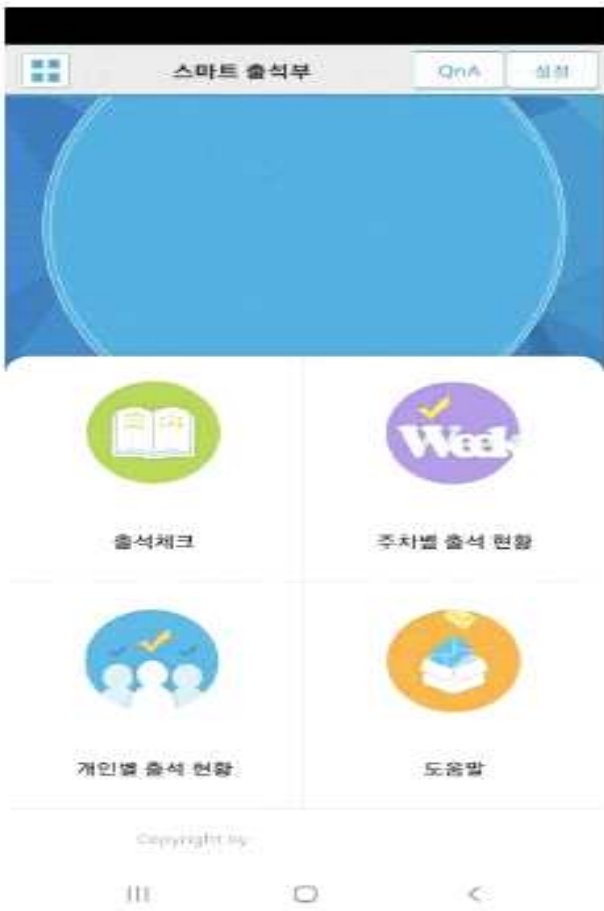 스마트 출석부
QnA
설정
Week
출석체크
주차별 출석 현황
개인별 출석 현황
도움말
Copyright by